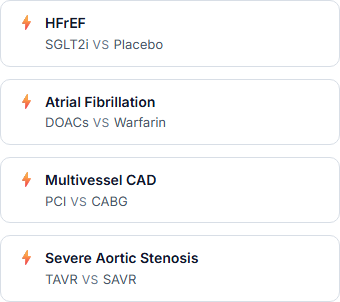 HFrEF
SGLT2i VS Placebo
Atrial Fibrillation
DOACs VS Warfarin
Multivessel CAD
PCI VS CABG
Severe Aortic Stenosis
TAVR VS SAVR